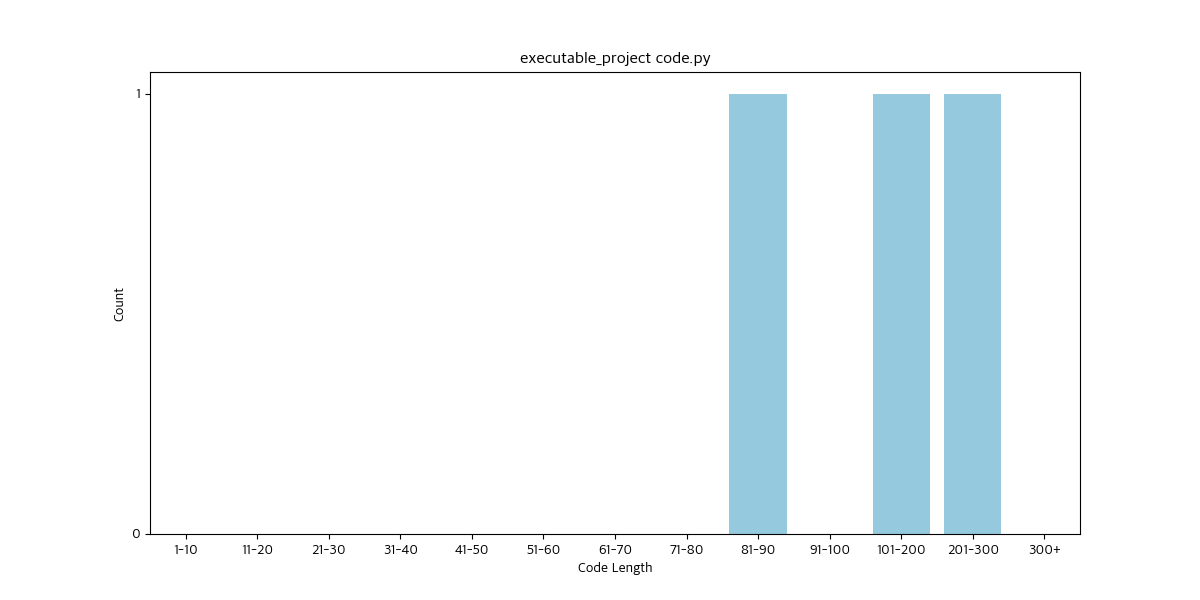 executable_project code.py
1
Count
0
1-10 11-20 21-30 31-40 41-50 51-60 61-70 71-80 81-90 91-100 101-200 201-300 300+
Code Length